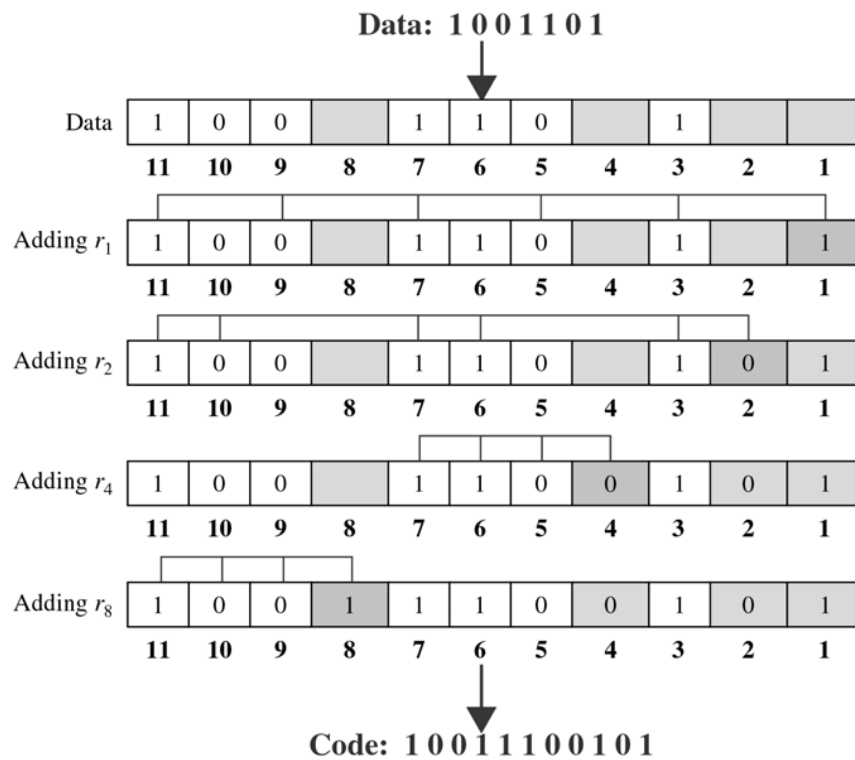 Data: 1 0 0 1 1 0 1
Data 1 0 0 1 1 0 1
11 10 9 8 7 6 5 4 3 2 1
Adding r1 1 0 0 1 1 0 1 1
11 10 9 8 7 6 5 4 3 2 1
Adding r2 1 0 0 1 1 0 1 0 1
11 10 9 8 7 6 5 4 3 2 1
Adding r4 1 0 0 1 1 0 0 1 0 1
11 10 9 8 7 6 5 4 3 2 1
Adding r8 1 0 0 1 1 1 0 0 1 0 1
11 10 9 8 7 6 5 4 3 2 1
Code: 1 0 0 1 1 1 0 0 1 0 1